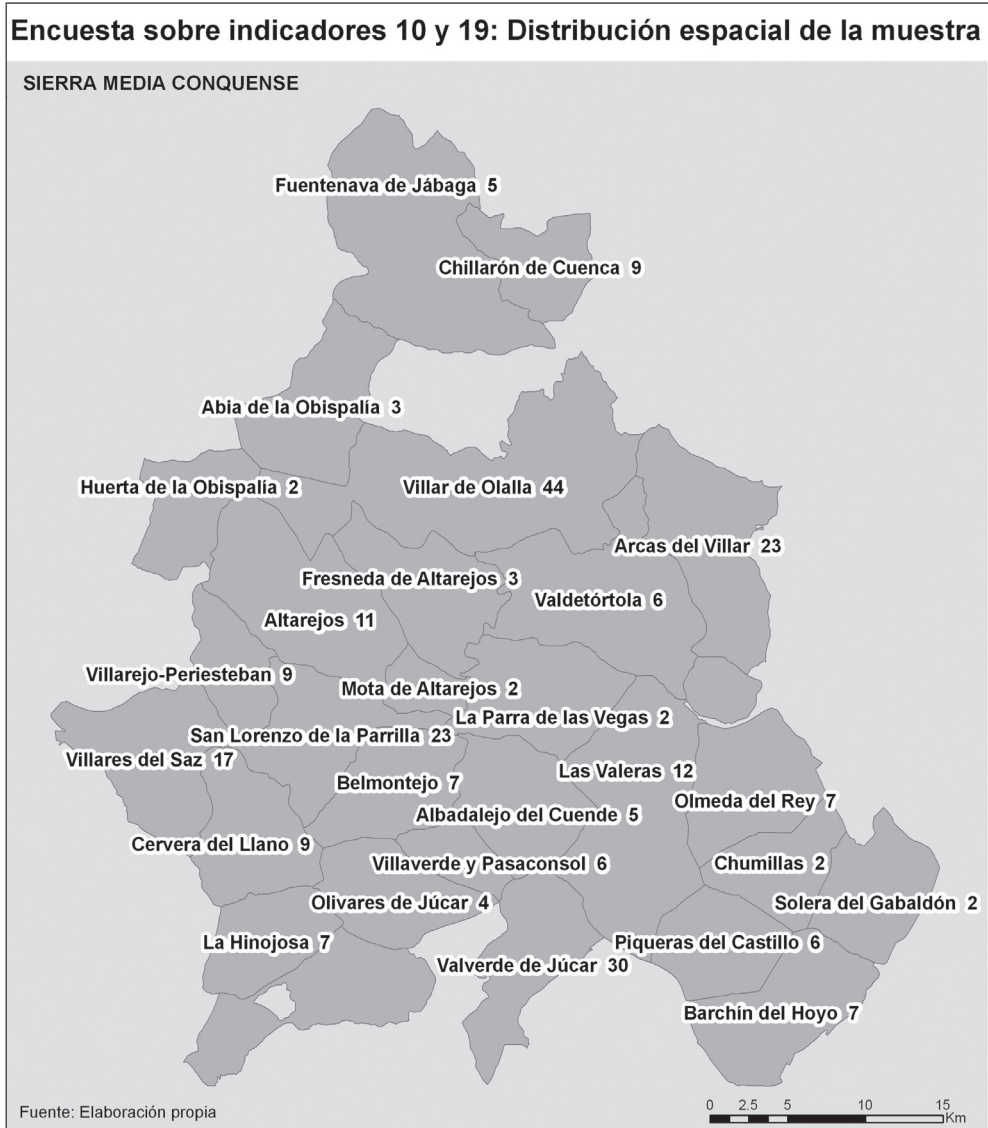 Encuesta sobre indicadores 10 y 19: Distribución espacial de la muestra
SIERRA MEDIA CONQUENSE
Fuentenava de Jábaga 5
Chillarón de Cuenca 9
Abia de la Obispalía 3
Huerta de la Obispalía 2
Villar de Olalla 44
Arcas del Villar 23
Fresneda de Altarejos 3
Valdetórtola 6
Altarejos 11
Villarejo-Periesteban 9
Mota de Altarejos 2
La Parra de las Vegas 2
San Lorenzo de la Parrilla 23
Villares del Saz 17
Las Valeras 12
Belmontejo 7
Olmeda del Rey 7
Albadalejo del Cuende 5
Cervera del Llano 9
Villaverde y Pasaconsol 6
Chumillas 2
Olivares de Júcar 4
Solera del Gabaldón 2
La Hinojosa 7
Piqueras del Castillo 6
Valverde de Júcar 30
Barchín del Hoyo 7
Fuente: Elaboración propia
0 2.5 5 10 15
Km